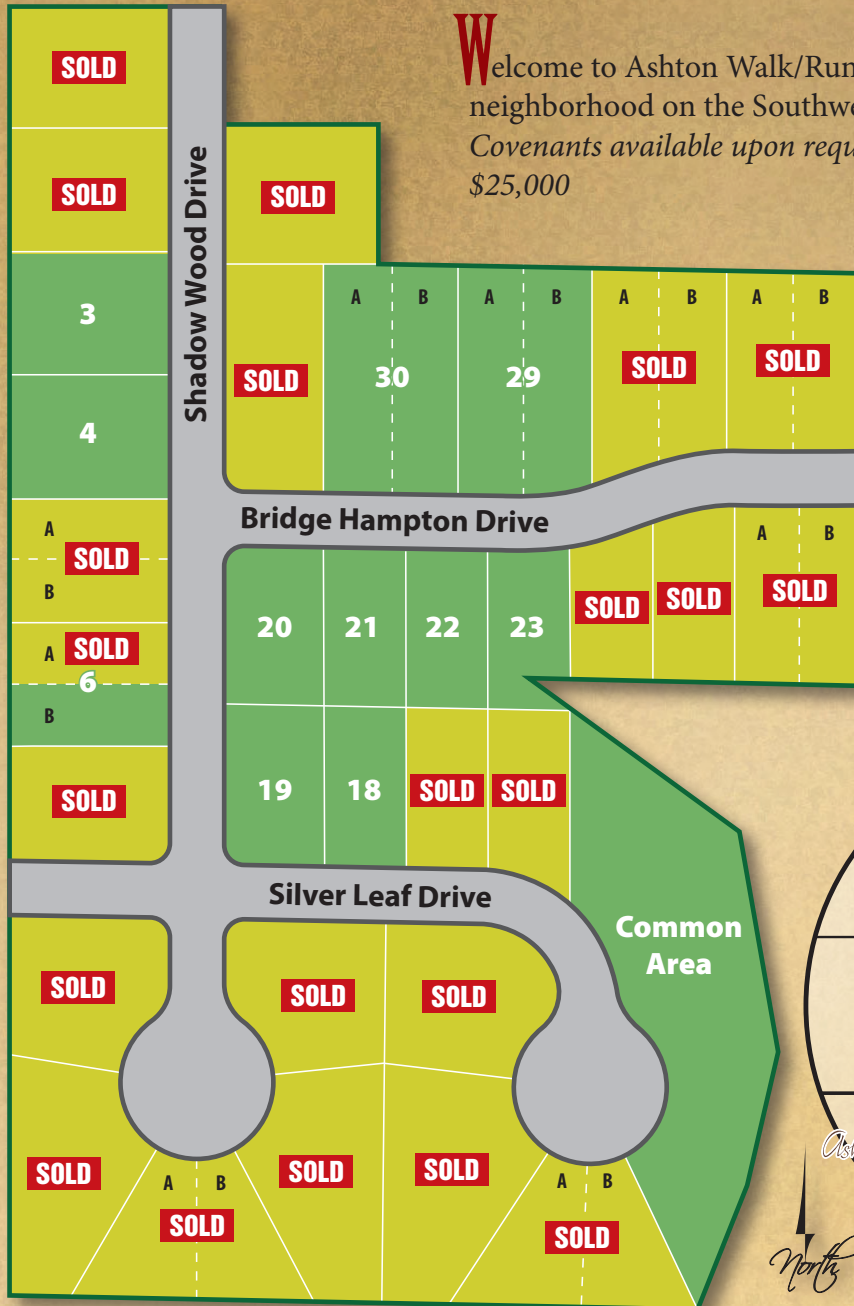 Welcome to Ashton Walk/Run
neighborhood on the Southwe
Covenants available upon requ
$25,000
SOLD
SOLD
3
4
A
SOLD
B
A
SOLD
6
B
SOLD
Shadow Wood Drive
SOLD
SOLD
A B
30
A B
29
A B
SOLD
A B
SOLD
Bridge Hampton Drive
20
21
22
23
SOLD
SOLD
A B
SOLD
19
18
SOLD
SOLD
Silver Leaf Drive
Common
Area
SOLD
SOLD
SOLD
SOLD
A B
SOLD
SOLD
SOLD
A B
SOLD
As
North